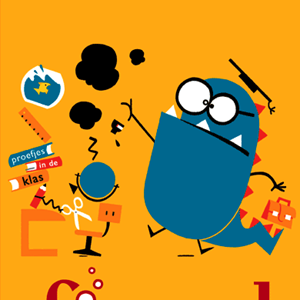 proefjes
in de
klas